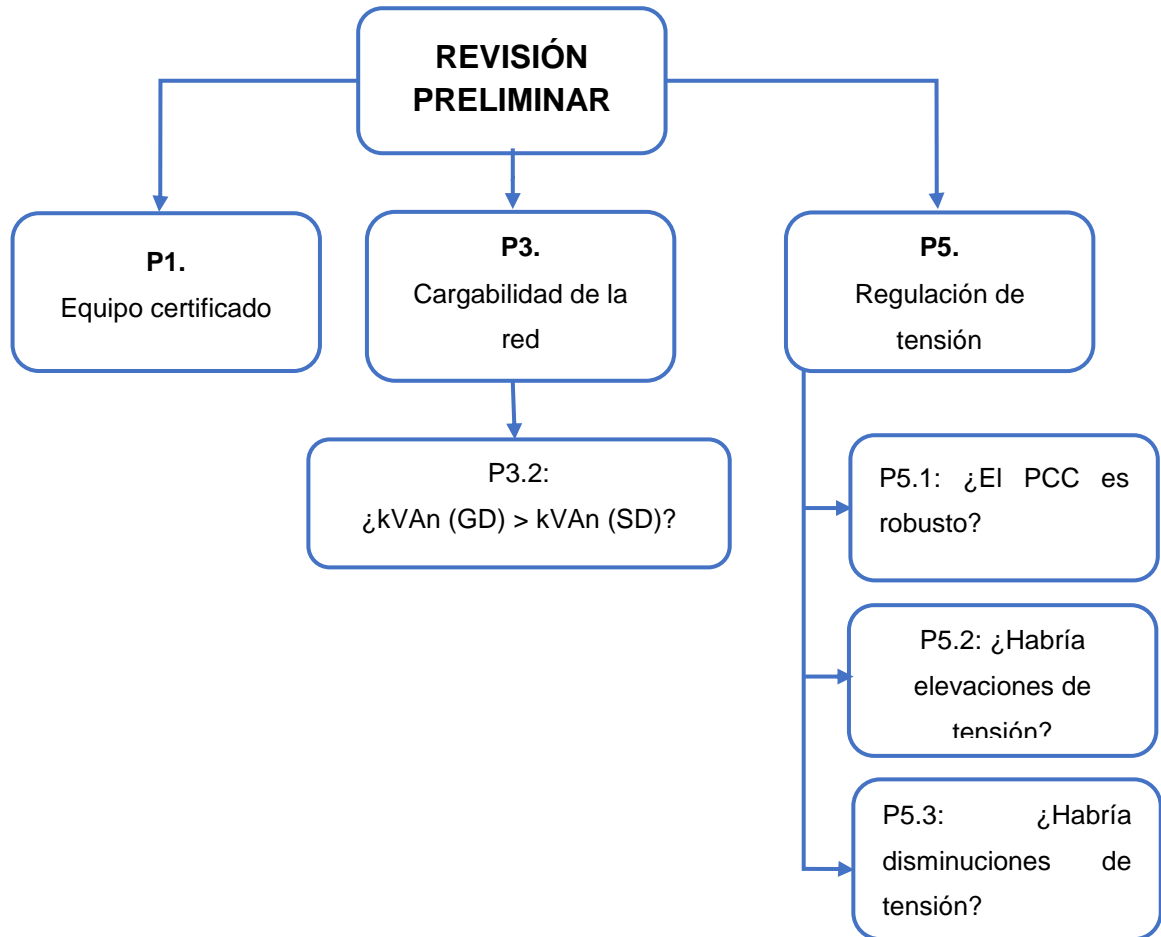 REVISIÓN
PRELIMINAR
P1.
Equipo certificado
P3.
Cargabilidad de la
red
P5.
Regulación de
tensión
P3.2:
¿kVAn (GD) > kVAn (SD)?
P5.1: ¿El PCC es
robusto?
P5.2: ¿Habría
elevaciones de
tensión?
P5.3: ¿Habría
disminuciones de
tensión?